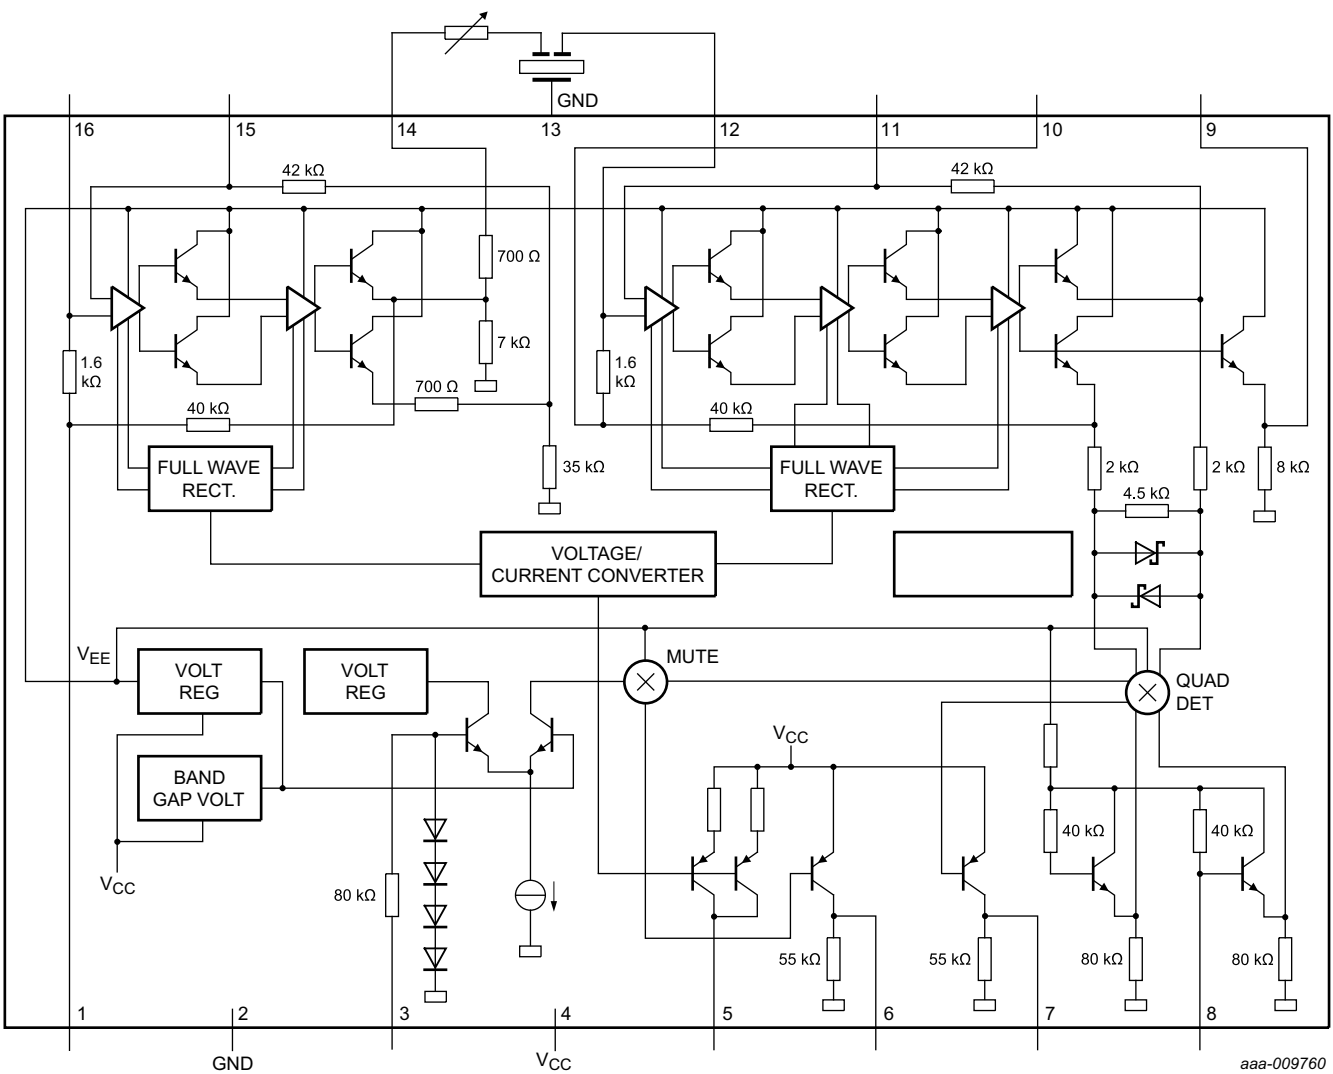 GND
16 15 14 13 12 11 10 9
42 kΩ 42 kΩ
700 Ω
7 kΩ
1.6
kΩ
1.6
kΩ
700 Ω
40 kΩ 40 kΩ
FULL WAVE
RECT.
35 kΩ
FULL WAVE
RECT.
2 kΩ 2 kΩ 8 kΩ
4.5 kΩ
VOLTAGE/
CURRENT CONVERTER
VEE
VOLT
REG
VOLT
REG
MUTE
QUAD
DET
VCC
BAND
GAP VOLT
40 kΩ 40 kΩ
VCC
80 kΩ
55 kΩ 55 kΩ 80 kΩ 80 kΩ
1 2 3 4 5 6 7 8
GND VCC
aaa-009760